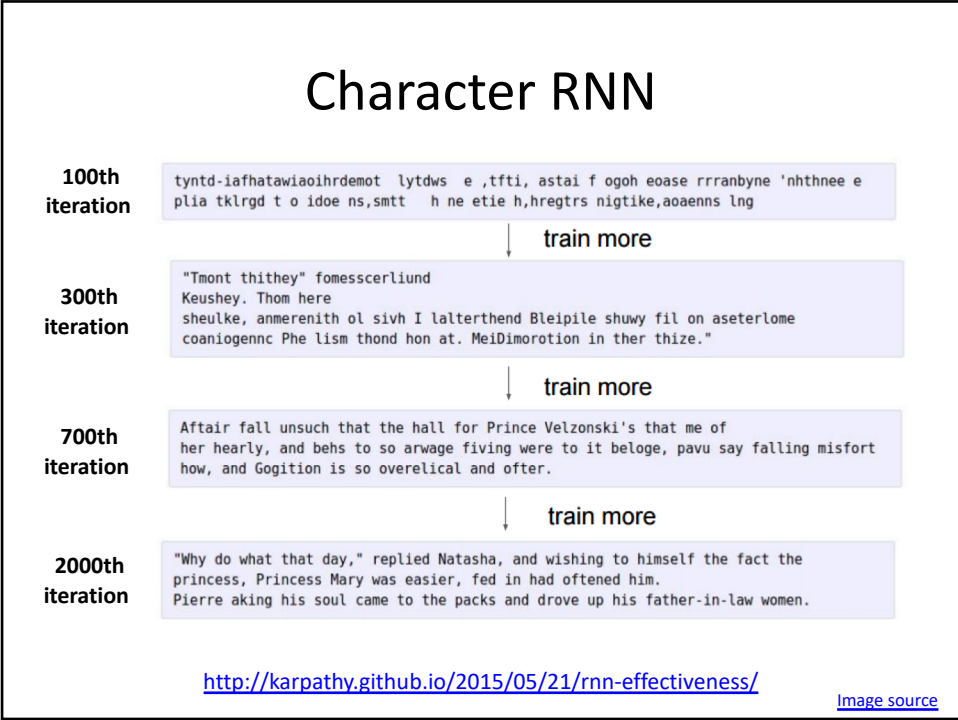 Character RNN
100th
iteration
tyntd-iafhatawiaoihrdemot  lytdws  e ,tfti, astai f ogoh eoase rrranbyne 'nhthnee e
plia tklrgd t o idoe ns,smtt   h ne etie h,hregtrs nigtike,aoaenns lng
train more
300th
iteration
"Tmont thithey" fomesscerliund
Keushey. Thom here
sheulke, anmerenith ol sivh I lalterthend Bleipile shuwy fil on aseterlome
coaniogennc Phe lism thond hon at. MeiDimorotion in ther thize."
train more
700th
iteration
Aftair fall unsuch that the hall for Prince Velzonski's that me of
her hearly, and behs to so arwage fiving were to it beloge, pavu say falling misfort
how, and Gogition is so overelical and ofter.
train more
2000th
iteration
"Why do what that day," replied Natasha, and wishing to himself the fact the
princess, Princess Mary was easier, fed in had oftened him.
Pierre aking his soul came to the packs and drove up his father-in-law women.
http://karpathy.github.io/2015/05/21/rnn-effectiveness/
Image source